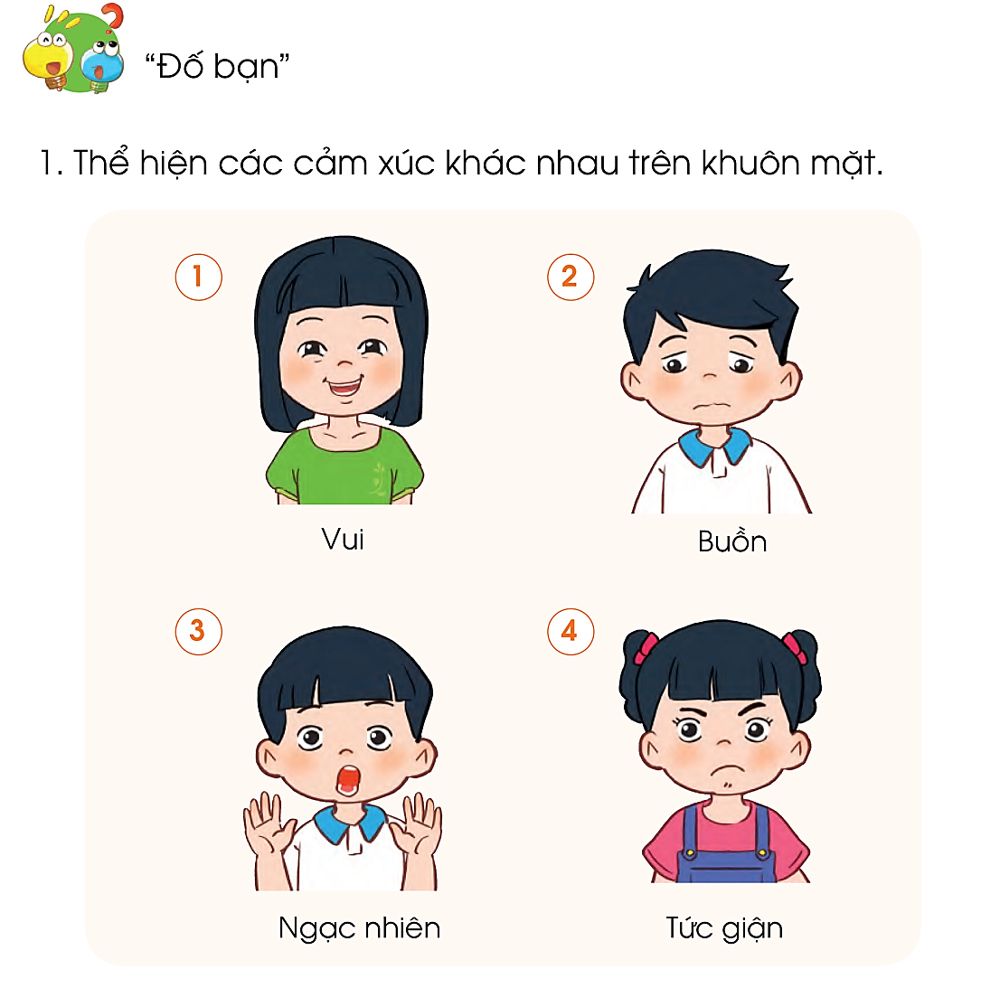 “Đố bạn”
1. Thể hiện các cảm xúc khác nhau trên khuôn mặt.
1
2
Vui
Buồn
3
4
Ngạc nhiên
Tức giận